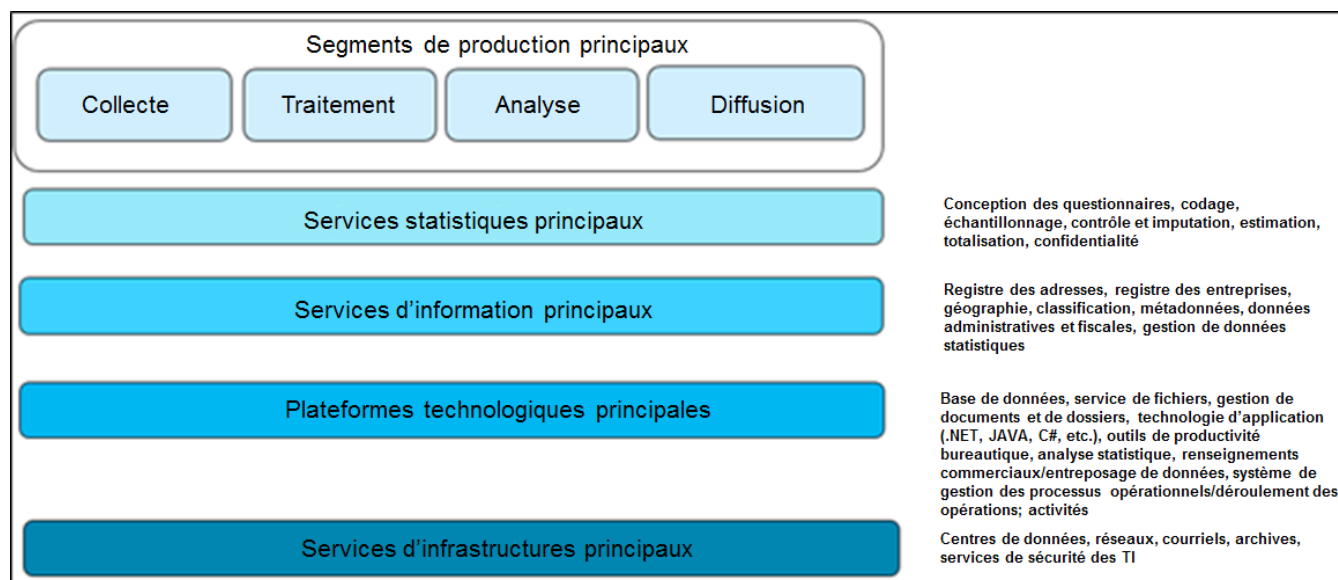 Segments de production principaux
Collecte
Traitement
Analyse
Diffusion
Services statistiques principaux
Conception des questionnaires, codage,
échantillonnage, contrôle et imputation, estimation,
totalisation, confidentialité
Services d'information principaux
Registre des adresses, registre des entreprises,
géographie, classification, métadonnées, données
administratives et fiscales, gestion de données
statistiques
Plateformes technologiques principales
Base de données, service de fichiers, gestion de
documents et de dossiers, technologie d'application
(.NET, JAVA, C#, etc.), outils de productivité
bureautique, analyse statistique, renseignements
commerciaux/entreposage de données, système de
gestion des processus opérationnels/déroulement des
opérations; activités
Services d'infrastructures principaux
Centres de données, réseaux, courriels, archives,
services de sécurité des TI